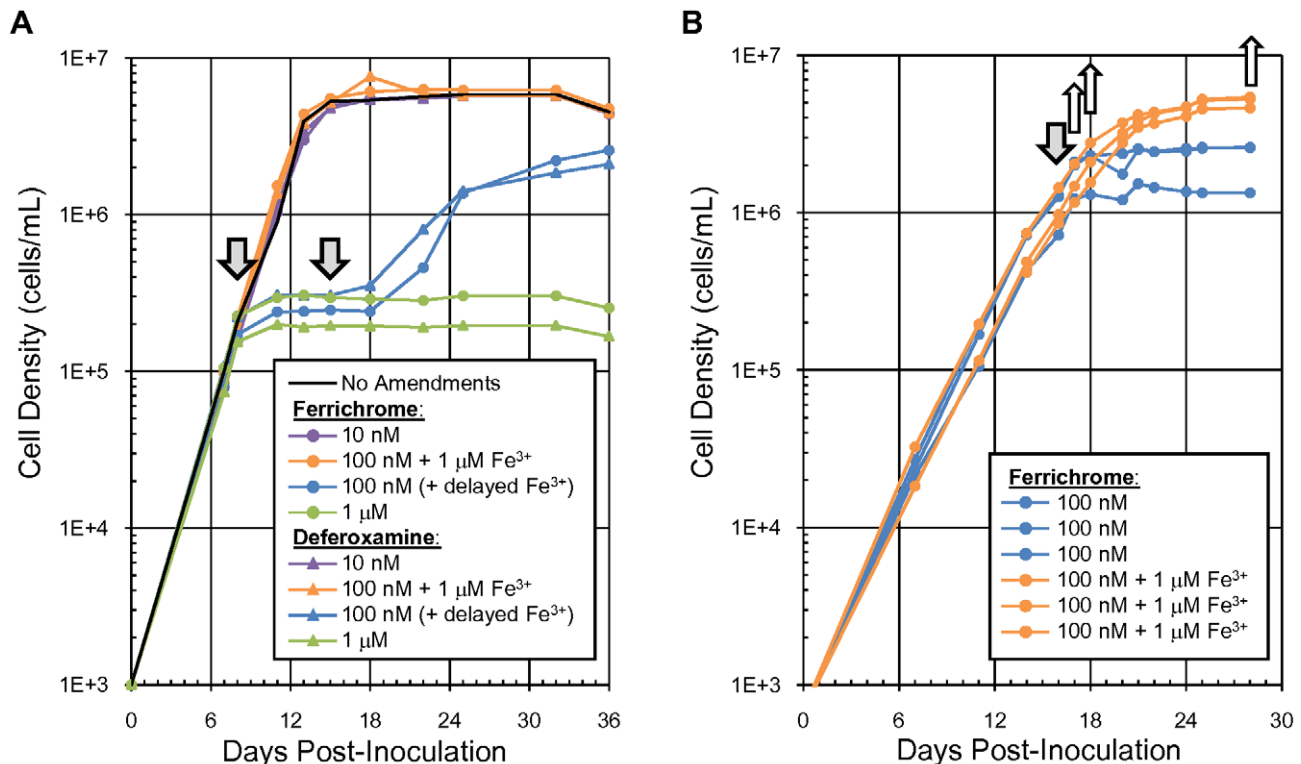 A
1E+7
1E+6
1E+5
1E+4
1E+3
Cell Density (cells/mL)
No Amendments
Ferrichrome:
10 nM
100 nM + 1 μM Fe³⁺
100 nM (+ delayed Fe³⁺)
1 μM
Deferoxamine:
10 nM
100 nM + 1 μM Fe³⁺
100 nM (+ delayed Fe³⁺)
1 μM
0 6 12 18 24 30 36
Days Post-Inoculation
B
1E+7
1E+6
1E+5
1E+4
1E+3
Cell Density (cells/mL)
Ferrichrome:
100 nM
100 nM
100 nM
100 nM + 1 μM Fe³⁺
100 nM + 1 μM Fe³⁺
100 nM + 1 μM Fe³⁺
0 6 12 18 24 30
Days Post-Inoculation